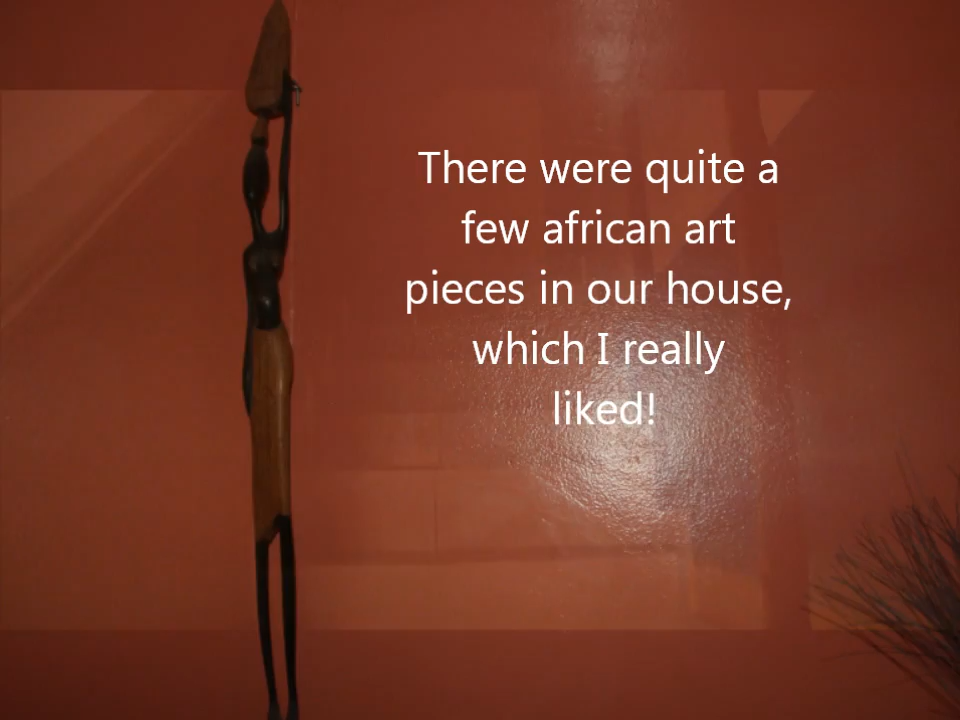 There were quite a
few african art
pieces in our house,
which I really
liked!